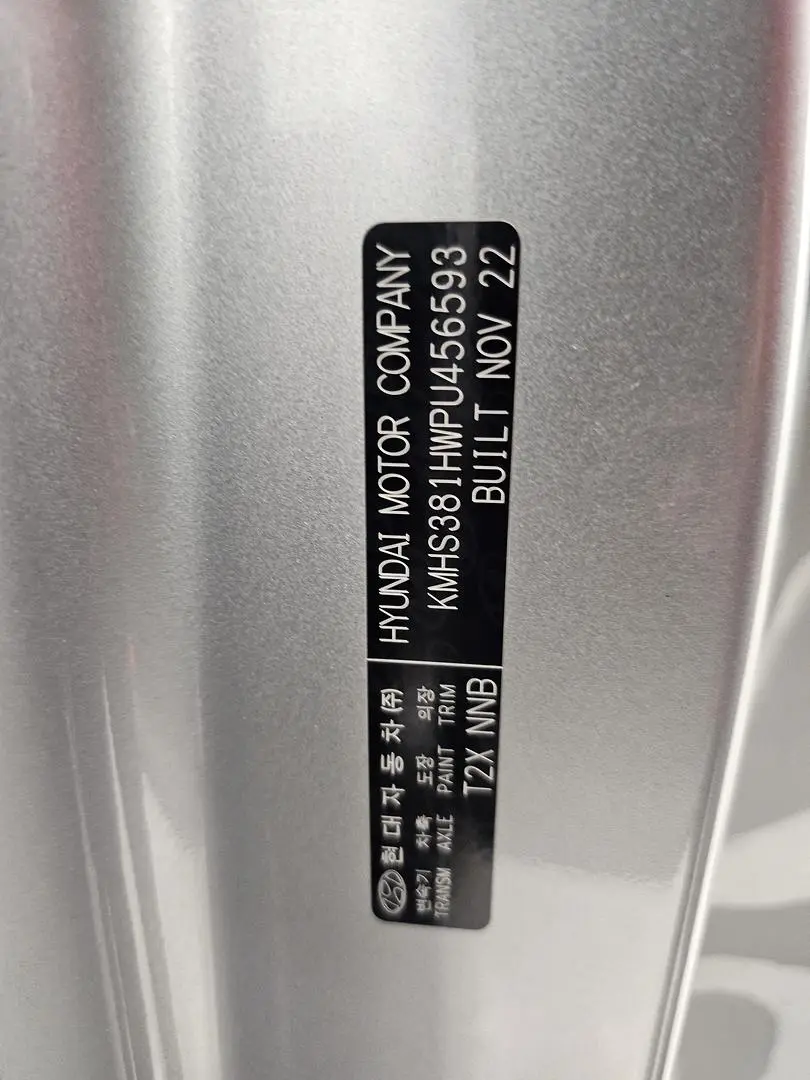 현대자동차(주)
변속기 차축 도장 의장
TRANSM AXLE PAINT TRIM
T2X NNB
HYUNDAI MOTOR COMPANY
KMHS381HWPU456593
BUILT NOV 22